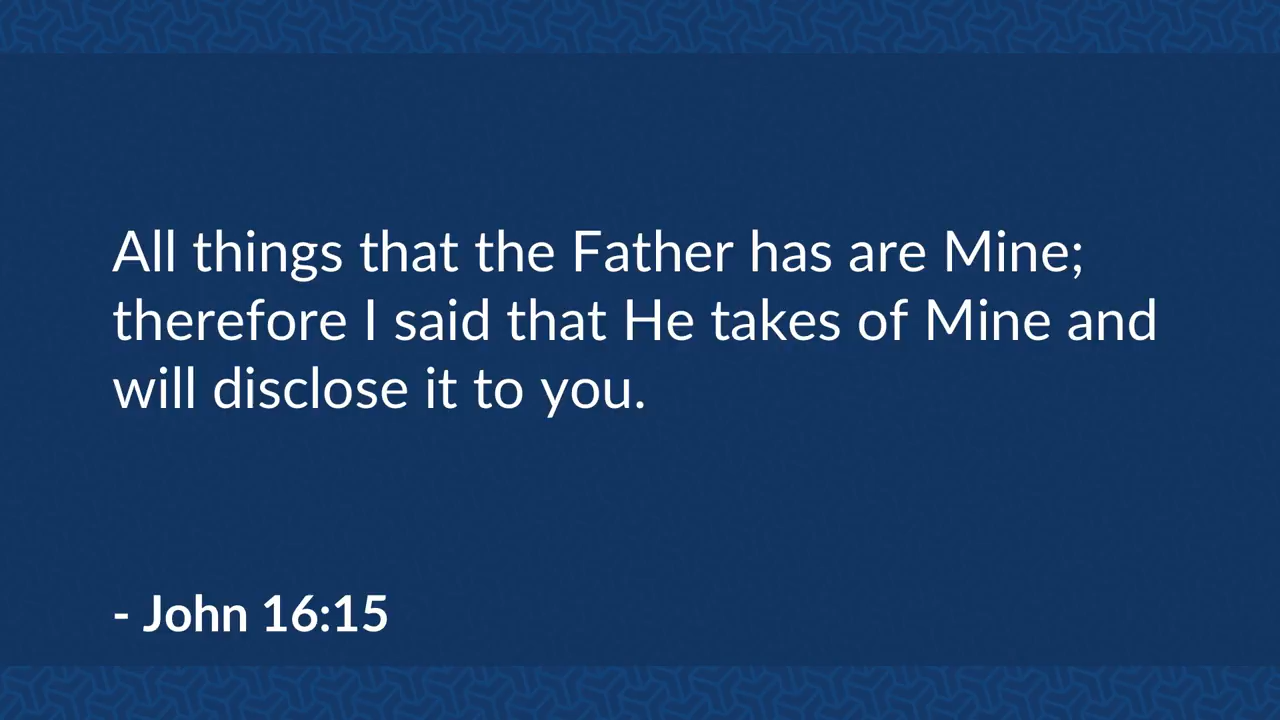 All things that the Father has are Mine;
therefore I said that He takes of Mine and
will disclose it to you.
- John 16:15